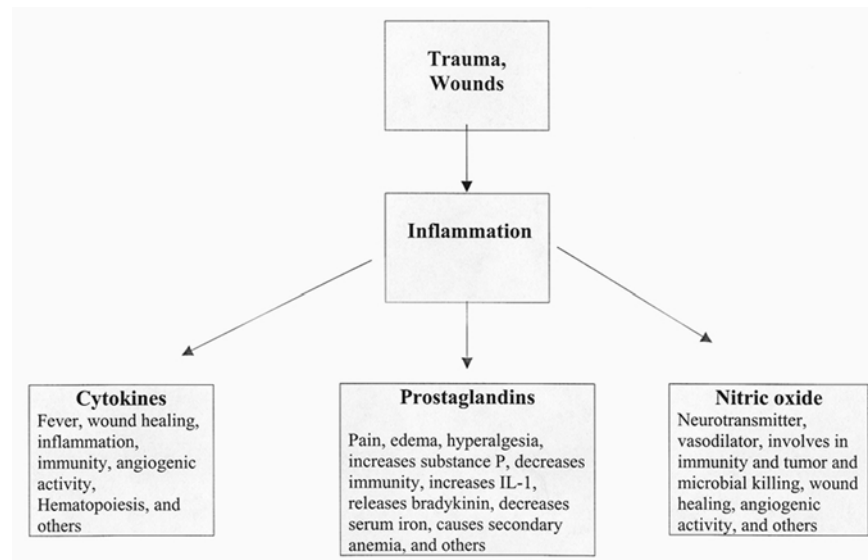 Trauma,
Wounds
Inflammation
Cytokines
Fever, wound healing,
inflammation,
immunity, angiogenic
activity,
Hematopoiesis, and
others
Prostaglandins
Pain, edema, hyperalgesia,
increases substance P, decreases
immunity, increases IL-1,
releases bradykinin, decreases
serum iron, causes secondary
anemia, and others
Nitric oxide
Neurotransmitter,
vasodilator, involves in
immunity and tumor and
microbial killing, wound
healing, angiogenic
activity, and others